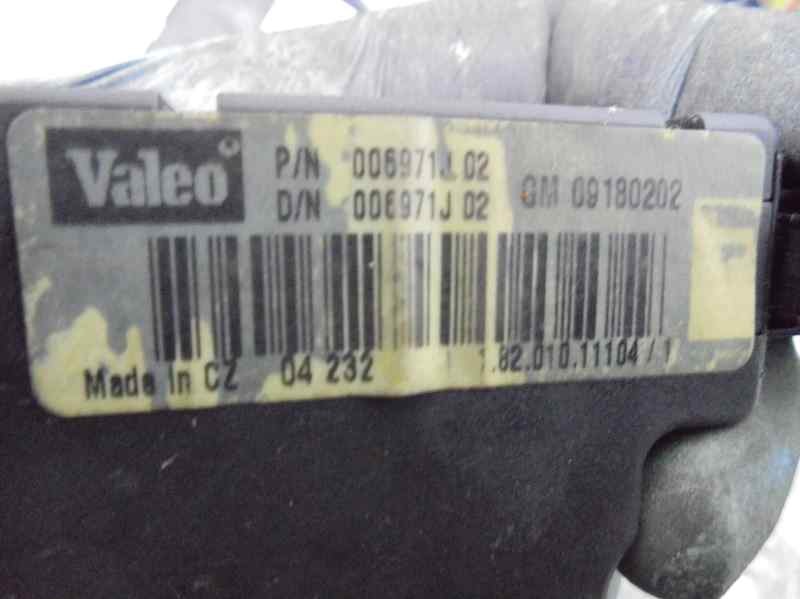 Valeo
P/N 006971J 02 GM 09180202
D/N 006971J 02
Made in CZ 04 232 1.82.010.11104/1